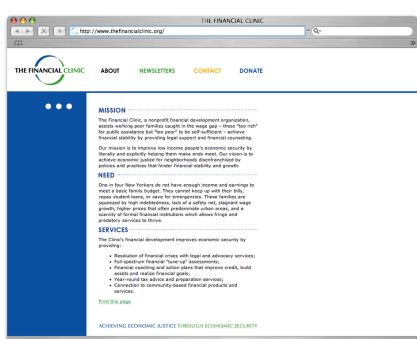 THE FINANCIAL CLINIC
http://www.thefinancialclinic.org/
THE FINANCIAL CLINIC
ABOUT
NEWSLETTERS
CONTACT
DONATE
MISSION
The Financial Clinic, a nonprofit financial development organization,
assists working poor families caught in the wage gap – those "too rich"
for public assistance but "too poor" to be self-sufficient – achieve
financial stability by providing legal support and financial counseling.
Our mission is to improve low income people's economic security by
literally and explicitly helping them make ends meet. Our vision is to
achieve economic justice for neighborhoods disenfranchised by
policies and practices that hinder financial stability and growth.
NEED
One in four New Yorkers do not have enough income and earnings to
meet a basic family budget. They cannot keep up with their bills,
repay student loans, or save for emergencies. These families are
squeezed by high indebtedness, lack of a safety net, stagnant wage
growth, higher prices that often predominate urban areas, and a
scarcity of formal financial institutions which allows fringe and
predatory services to thrive.
SERVICES
The Clinic's financial development improves economic security by
providing:
• Resolution of financial crises with legal and advocacy services;
• Full-spectrum financial "tune-up" assessments;
• Financial coaching and action plans that improve credit, build
assets and realize financial goals;
• Year-round tax advice and preparation services;
• Connection to community-based financial products and
services.
Print this page
ACHIEVING ECONOMIC JUSTICE THROUGH ECONOMIC SECURITY